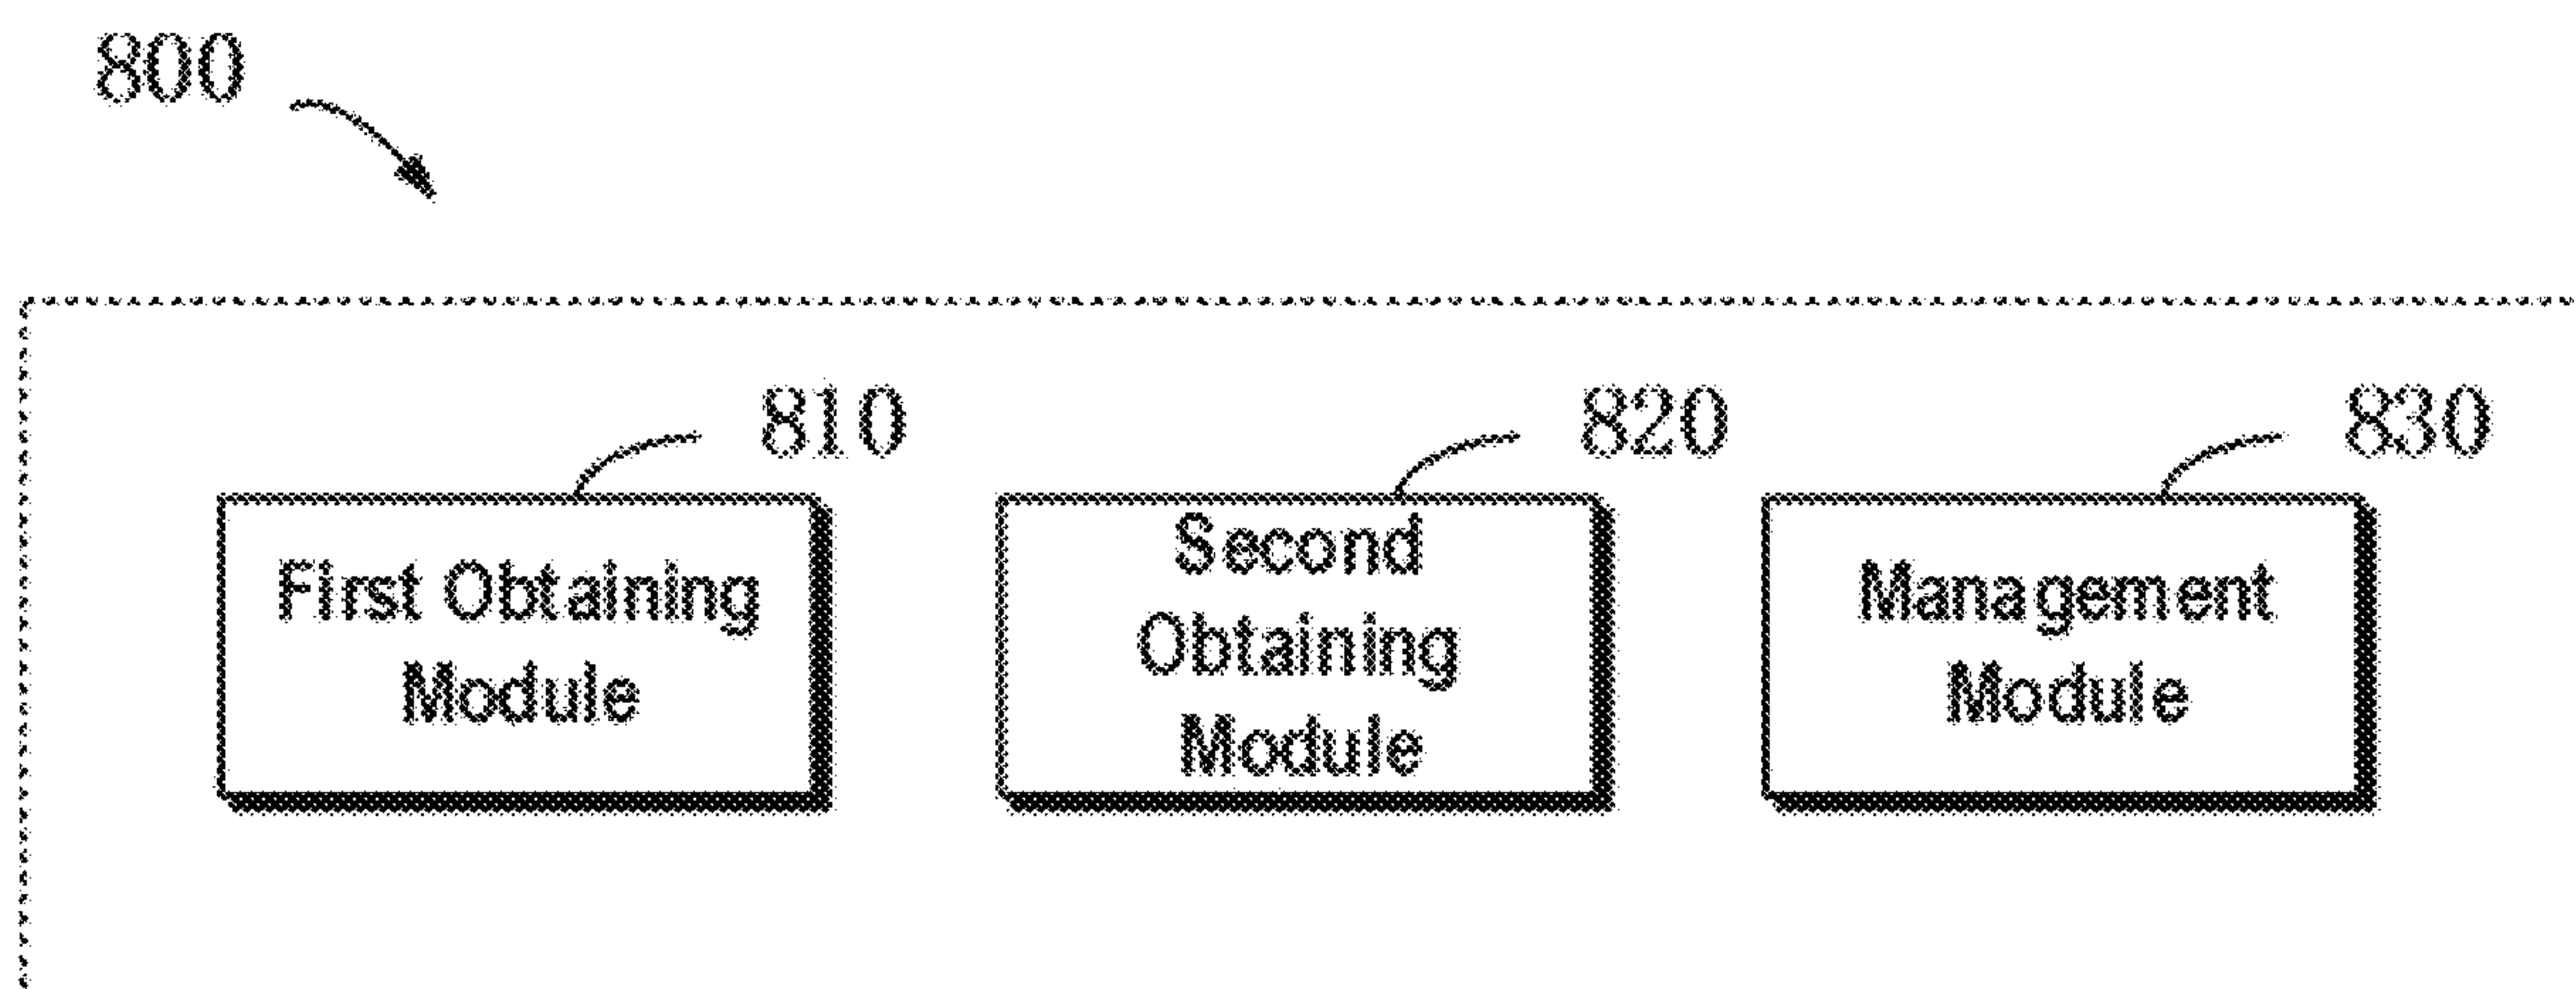 800
810
820
830
First Obtaining
Module
Second
Obtaining
Module
Management
Module